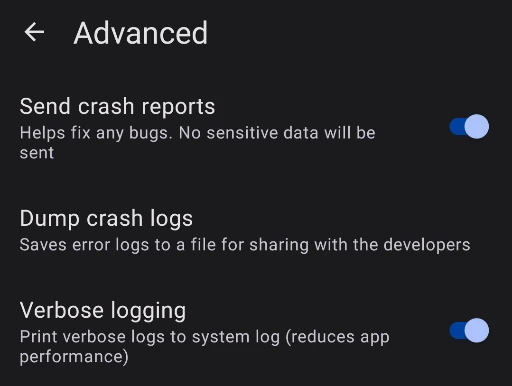 Advanced
Send crash reports
Helps fix any bugs. No sensitive data will be
sent
Dump crash logs
Saves error logs to a file for sharing with the developers
Verbose logging
Print verbose logs to system log (reduces app
performance)